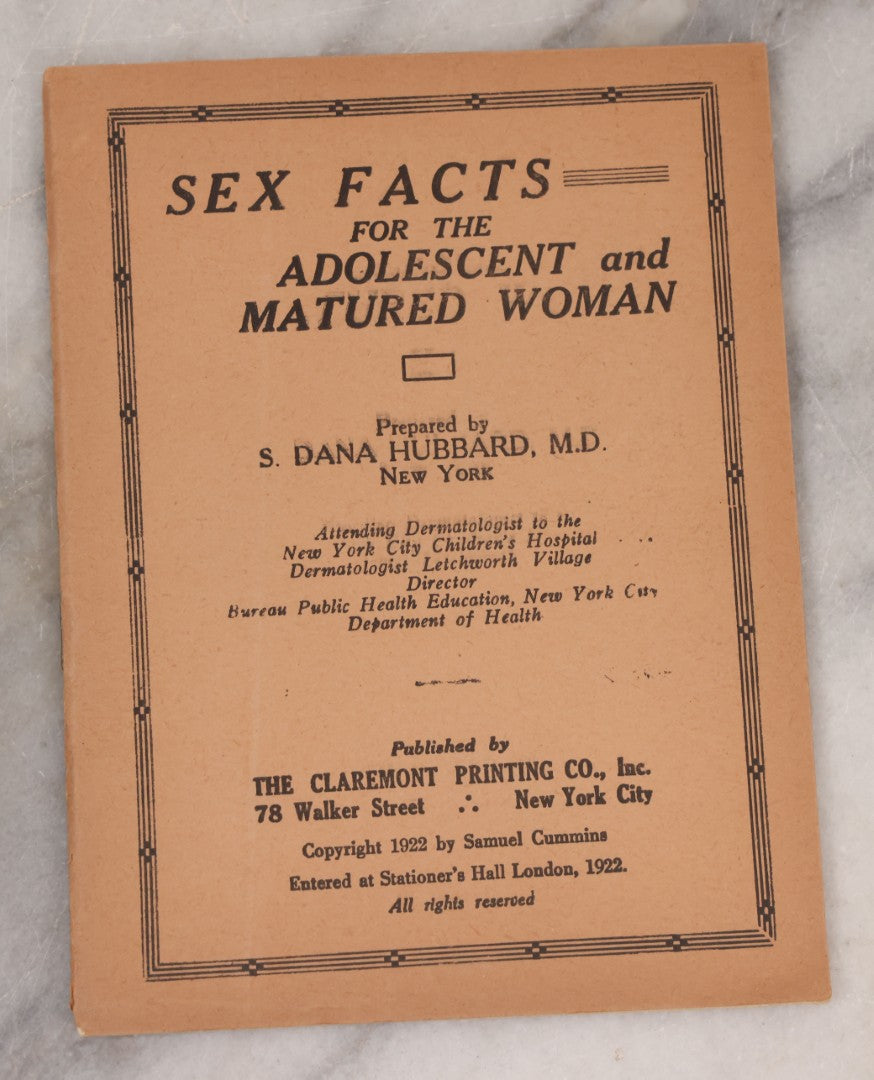 SEX FACTS
FOR THE
ADOLESCENT and
MATURED WOMAN
Prepared by
S. DANA HUBBARD, M.D.
NEW YORK
Attending Dermatologist to the
New York City Children's Hospital
Dermatologist Letchworth Village
Director
Bureau Public Health Education, New York City
Department of Health
Published by
THE CLAREMONT PRINTING CO., Inc.
78 Walker Street ∴ New York City
Copyright 1922 by Samuel Cummins
Entered at Stationer's Hall London, 1922.
All rights reserved